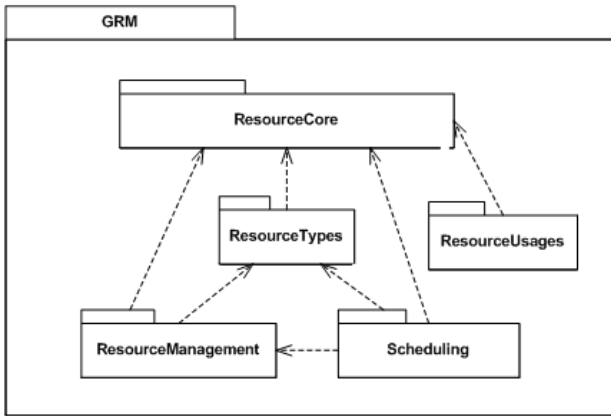 GRM
ResourceCore
ResourceTypes
ResourceUsages
ResourceManagement
Scheduling